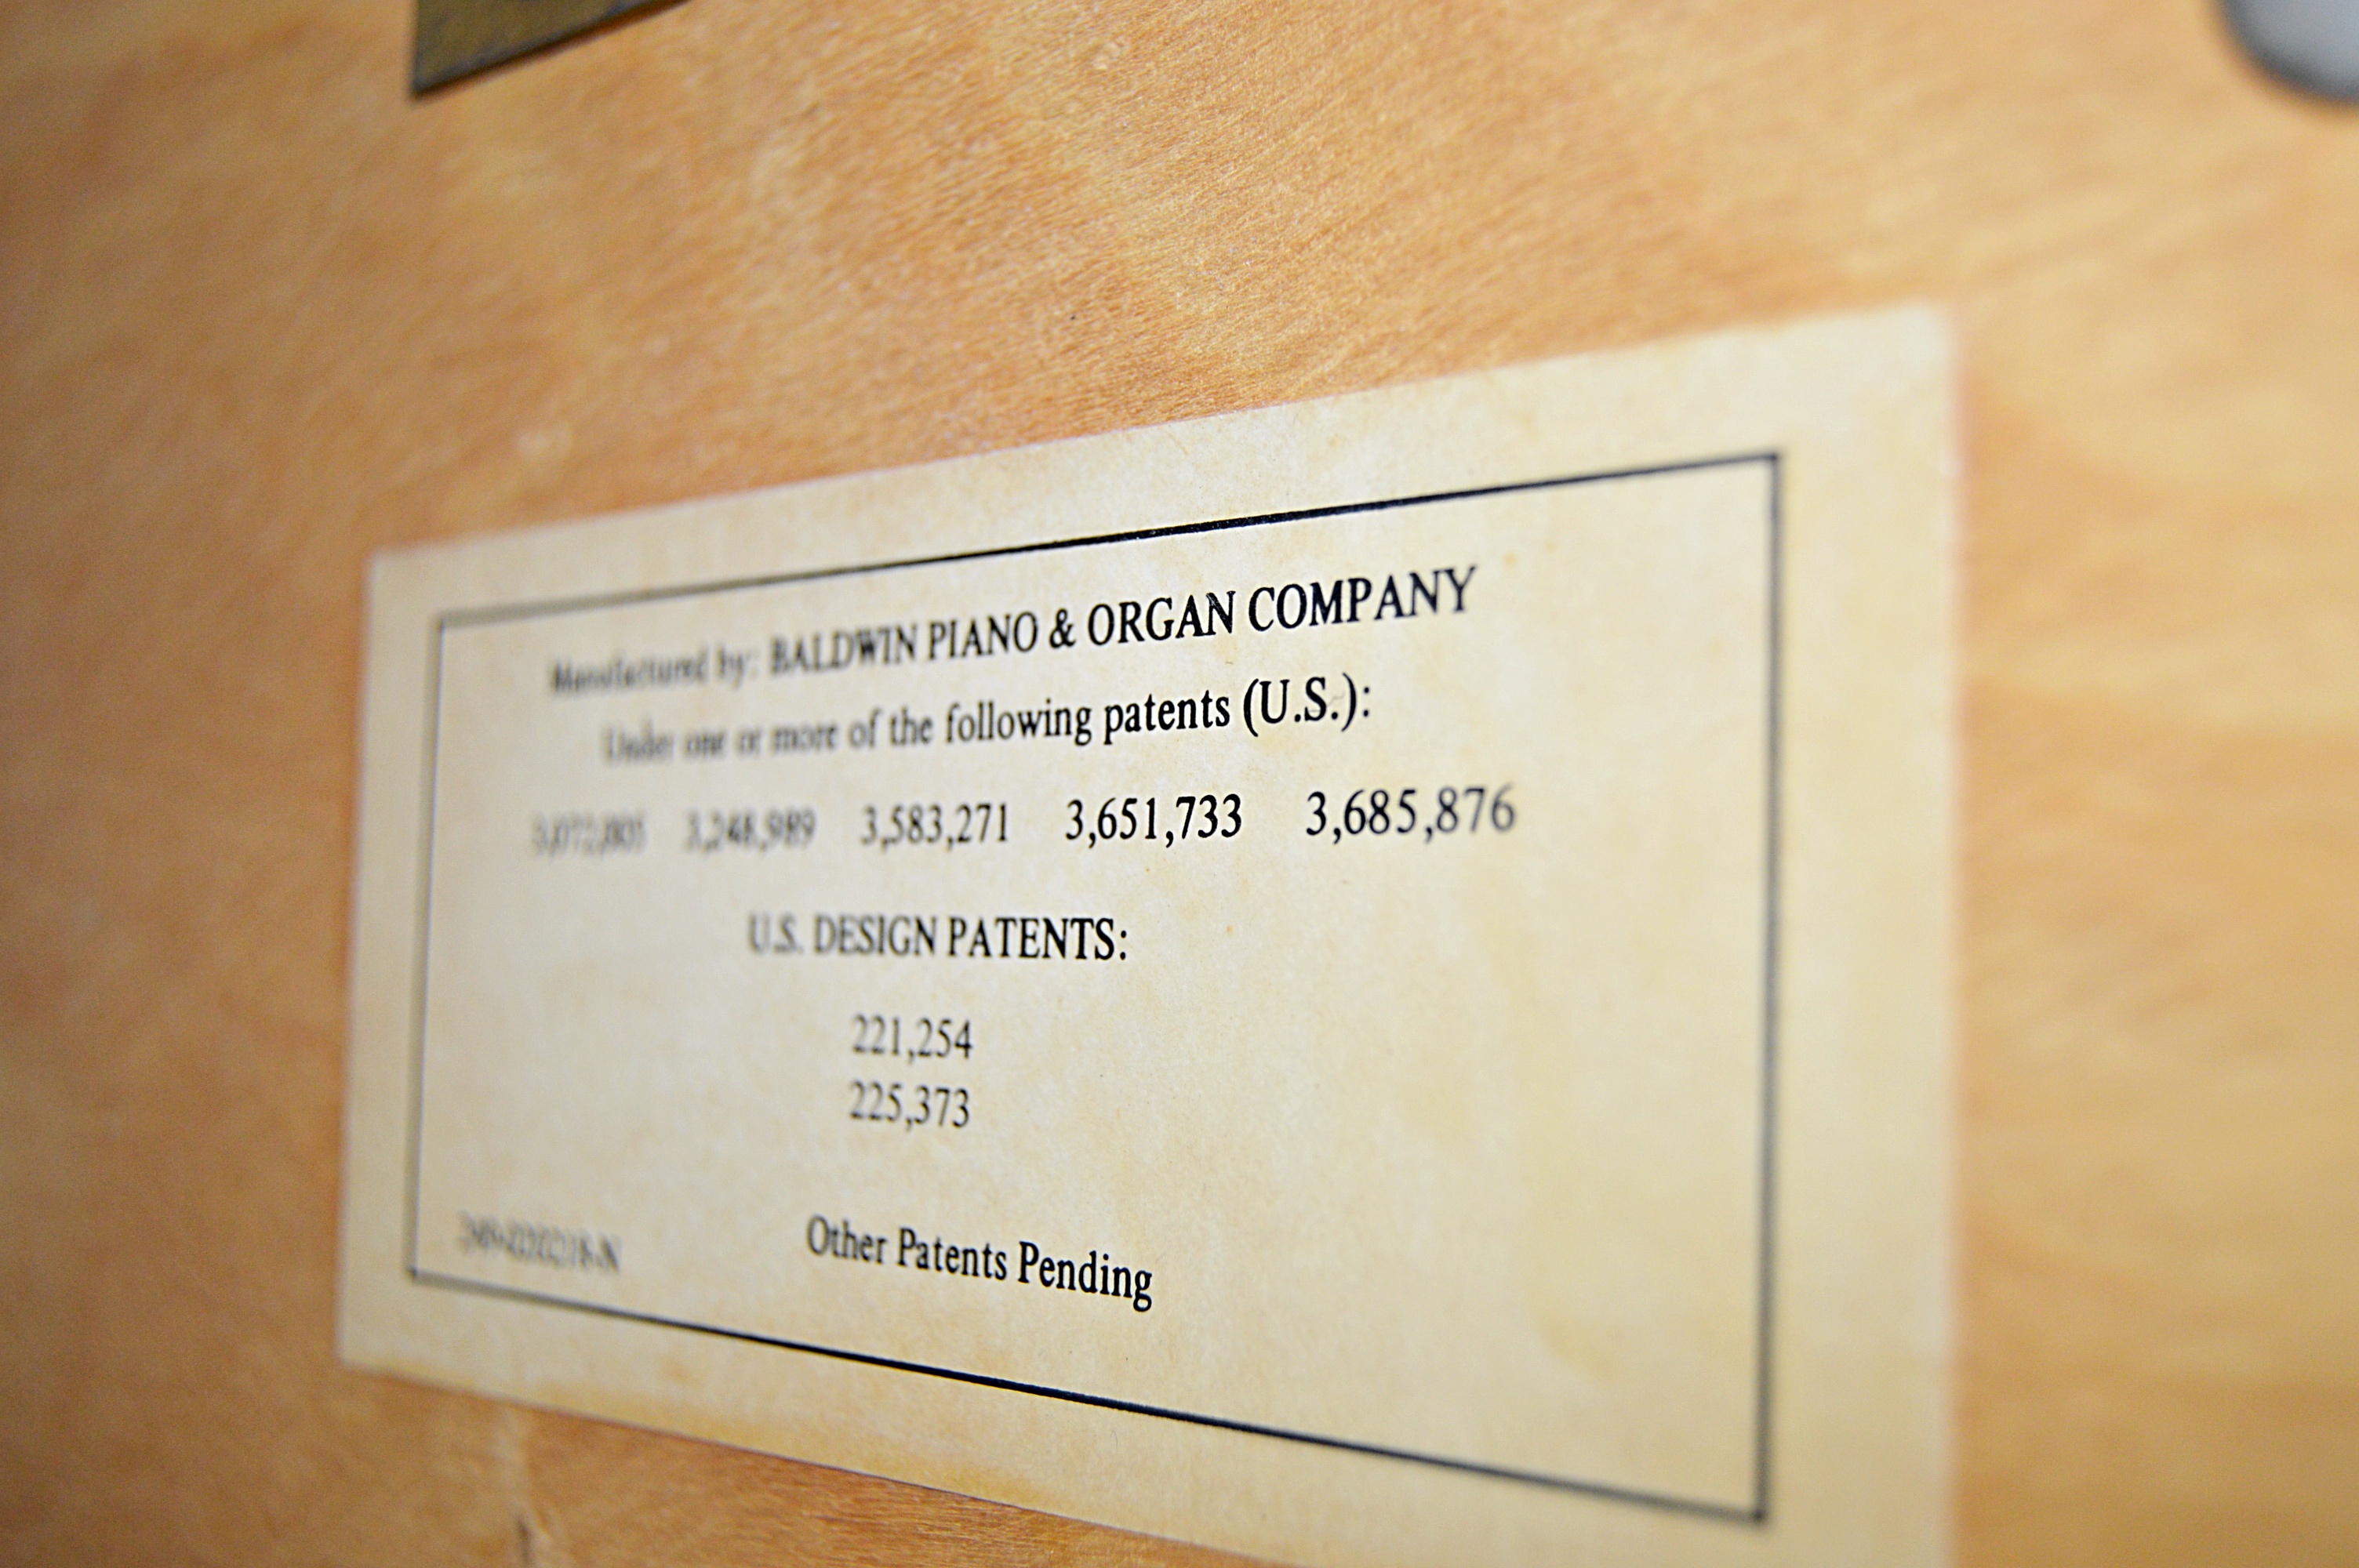 Manufactured by: BALDWIN PIANO & ORGAN COMPANY
Under one or more of the following patents (U.S.):
3,248,989 3,583,271 3,651,733 3,685,876
U.S. DESIGN PATENTS:
221,254
225,373
Other Patents Pending